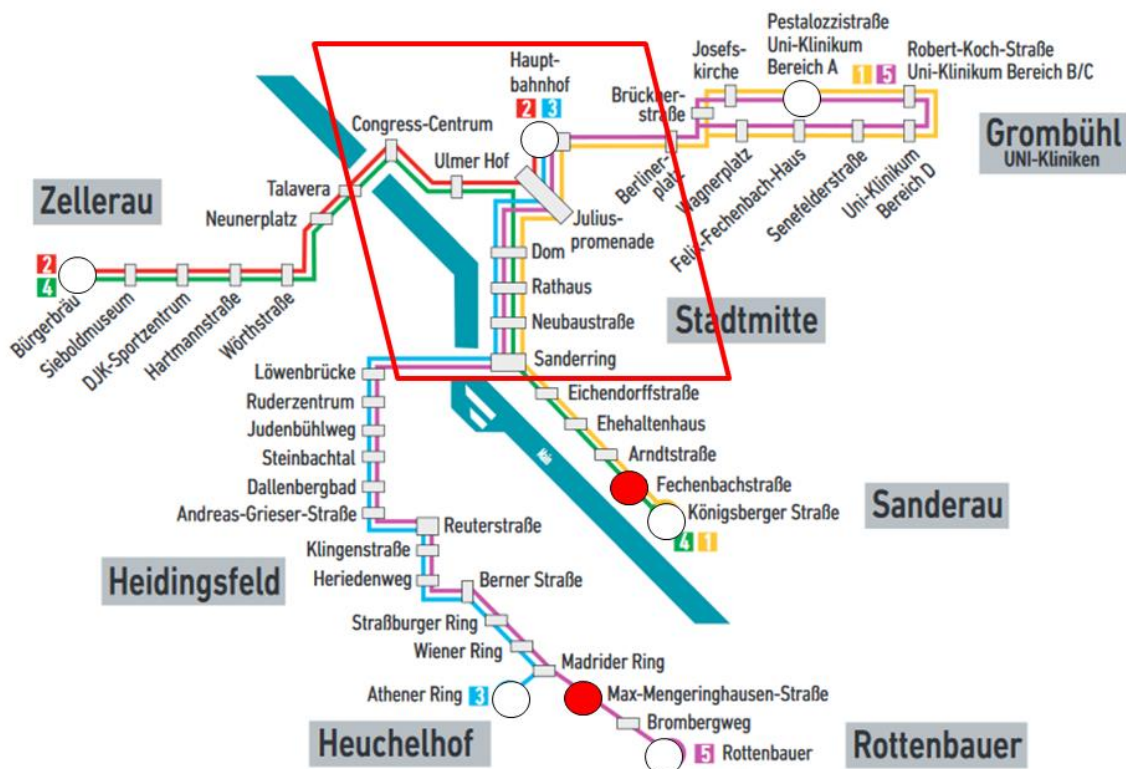 Pestalozzistraße
Uni-Klinikum
Bereich A
1 5
Josefs-
kirche
Robert-Koch-Straße
Uni-Klinikum Bereich B/C
Haupt-
bahnhof
2 3
Brückner-
straße
Grombühl
UNI-Kliniken
Congress-Centrum
Ulmer Hof
Berliner-
platz
Wagnerplatz
Felix-Fechenbach-Haus
Senefelderstraße
Uni-Klinikum
Bereich D
Zellerau
Talavera
Neunerplatz
Julius-
promenade
Dom
2
4
Bürgerbräu
Sieboldmuseum
DJK-Sportzentrum
Hartmannstraße
Wörthstraße
Rathaus
Neubaustraße
Stadtmitte
Sanderring
Löwenbrücke
Ruderzentrum
Judenbühlweg
Steinbachtal
Dallenbergbad
Andreas-Grieser-Straße
Eichendorffstraße
Ehehaltenhaus
Arndtstraße
Main
Fechenbachstraße
Königsberger Straße
4 1
Sanderau
Reuterstraße
Klingenstraße
Heriedenweg
Heidingsfeld
Berner Straße
Straßburger Ring
Wiener Ring
Madrider Ring
Athener Ring 3
Max-Mengeringhausen-Straße
Brombergweg
Heuchelhof
5 Rottenbauer
Rottenbauer